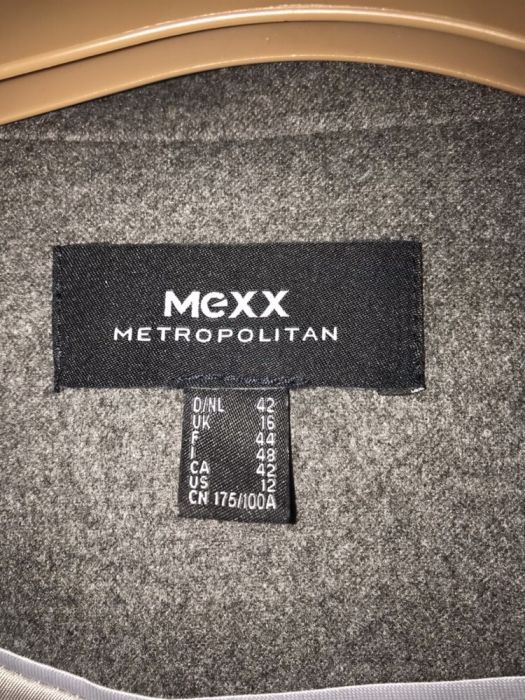 Mexx
METROPOLITAN
D/NL 42
UK 16
F 44
I 48
CA 42
US 12
CN 175/100A